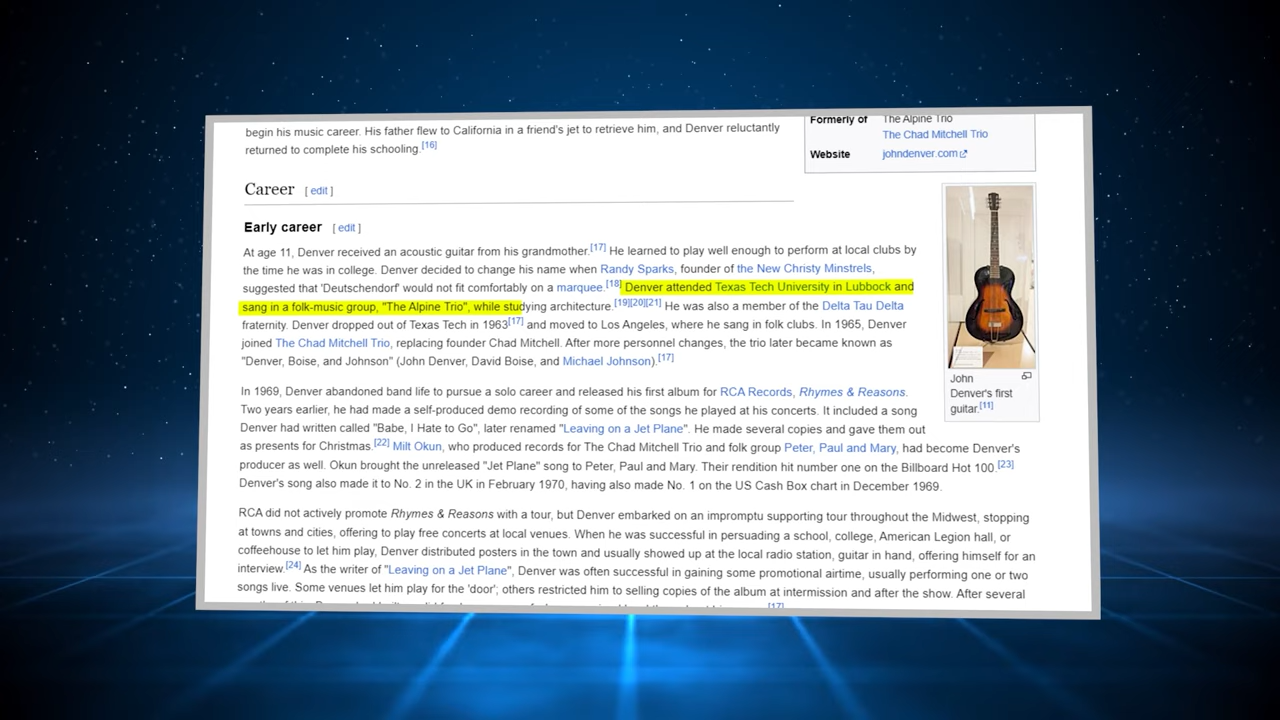 begin his music career. His father flew to California in a friend's jet to retrieve him, and Denver reluctantly
returned to complete his schooling.[16]
Formerly of The Alpine Trio
The Chad Mitchell Trio
Website johndenver.com
Career [ edit ]
Early career [ edit ]
At age 11, Denver received an acoustic guitar from his grandmother.[17] He learned to play well enough to perform at local clubs by
the time he was in college. Denver decided to change his name when Randy Sparks, founder of the New Christy Minstrels,
suggested that 'Deutschendorf' would not fit comfortably on a marquee.[18] Denver attended Texas Tech University in Lubbock and
sang in a folk-music group, "The Alpine Trio", while studying architecture.[19][20][21] He was also a member of the Delta Tau Delta
fraternity. Denver dropped out of Texas Tech in 1963[17] and moved to Los Angeles, where he sang in folk clubs. In 1965, Denver
joined The Chad Mitchell Trio, replacing founder Chad Mitchell. After more personnel changes, the trio later became known as
"Denver, Boise, and Johnson" (John Denver, David Boise, and Michael Johnson).[17]
John
Denver's first
guitar.[11]
In 1969, Denver abandoned band life to pursue a solo career and released his first album for RCA Records, Rhymes & Reasons.
Two years earlier, he had made a self-produced demo recording of some of the songs he played at his concerts. It included a song
Denver had written called "Babe, I Hate to Go", later renamed "Leaving on a Jet Plane". He made several copies and gave them out
as presents for Christmas.[22] Milt Okun, who produced records for The Chad Mitchell Trio and folk group Peter, Paul and Mary, had become Denver's
producer as well. Okun brought the unreleased "Jet Plane" song to Peter, Paul and Mary. Their rendition hit number one on the Billboard Hot 100.[23]
Denver's song also made it to No. 2 in the UK in February 1970, having also made No. 1 on the US Cash Box chart in December 1969.
RCA did not actively promote Rhymes & Reasons with a tour, but Denver embarked on an impromptu supporting tour throughout the Midwest, stopping
at towns and cities, offering to play free concerts at local venues. When he was successful in persuading a school, college, American Legion hall, or
coffeehouse to let him play, Denver distributed posters in the town and usually showed up at the local radio station, guitar in hand, offering himself for an
interview.[24] As the writer of "Leaving on a Jet Plane", Denver was often successful in gaining some promotional airtime, usually performing one or two
songs live. Some venues let him play for the 'door'; others restricted him to selling copies of the album at intermission and after the show. After several
[17]